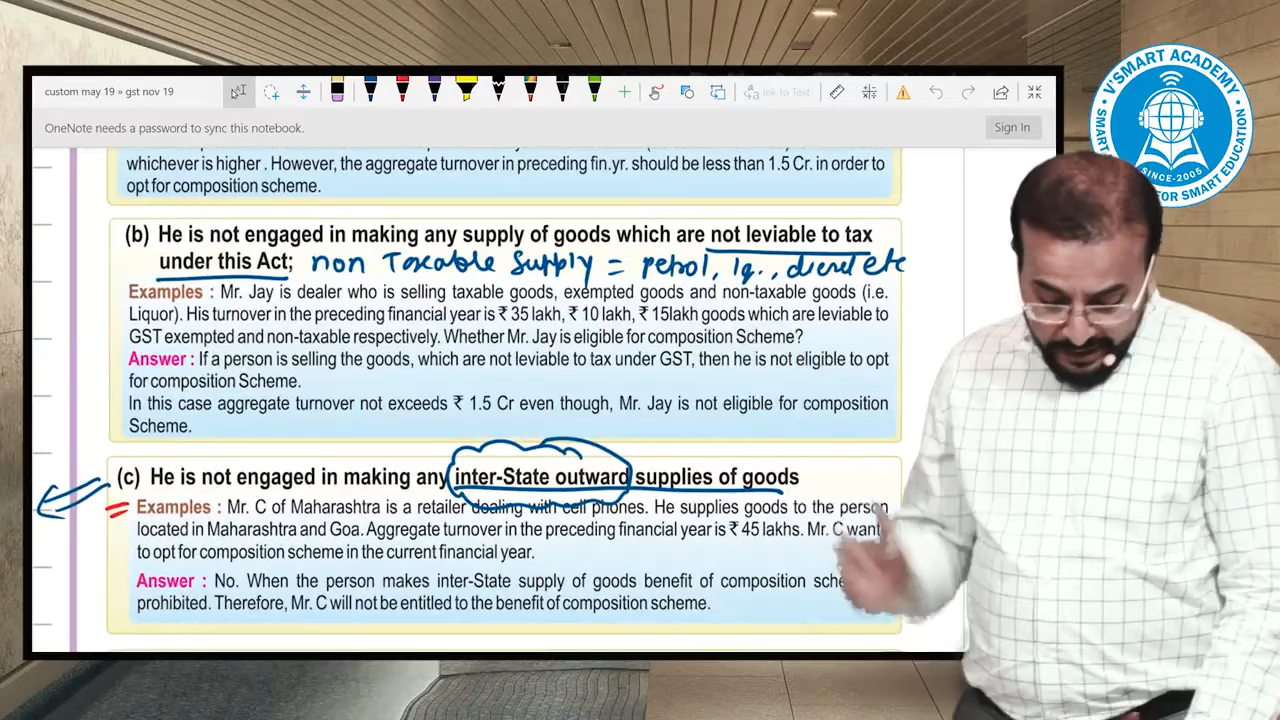 custom may 19 » gst nov 19
Ink to Text
OneNote needs a password to sync this notebook.
Sign In
whichever is higher . However, the aggregate turnover in preceding fin.yr. should be less than 1.5 Cr. in order to
opt for composition scheme.
(b) He is not engaged in making any supply of goods which are not leviable to tax
under this Act; non Taxable Supply = petrol, lq.,
Examples : Mr. Jay is dealer who is selling taxable goods, exempted goods and non-taxable goods (i.e.
Liquor). His turnover in the preceding financial year is ₹ 35 lakh, ₹ 10 lakh, ₹ 15lakh goods which are leviable to
GST exempted and non-taxable respectively. Whether Mr. Jay is eligible for composition Scheme?
Answer : If a person is selling the goods, which are not leviable to tax under GST, then he is not eligible to opt
for composition Scheme.
In this case aggregate turnover not exceeds ₹ 1.5 Cr even though, Mr. Jay is not eligible for composition
Scheme.
(c) He is not engaged in making any inter-State outward supplies of goods
Examples : Mr. C of Maharashtra is a retailer dealing with cell phones. He supplies goods to the person
located in Maharashtra and Goa. Aggregate turnover in the preceding financial year is ₹ 45 lakhs. Mr. C want
to opt for composition scheme in the current financial year.
Answer : No. When the person makes inter-State supply of goods benefit of composition
prohibited. Therefore, Mr. C will not be entitled to the benefit of composition scheme.
V'SMART ACADEMY
SINCE-2005
FOR SMART EDUCATION